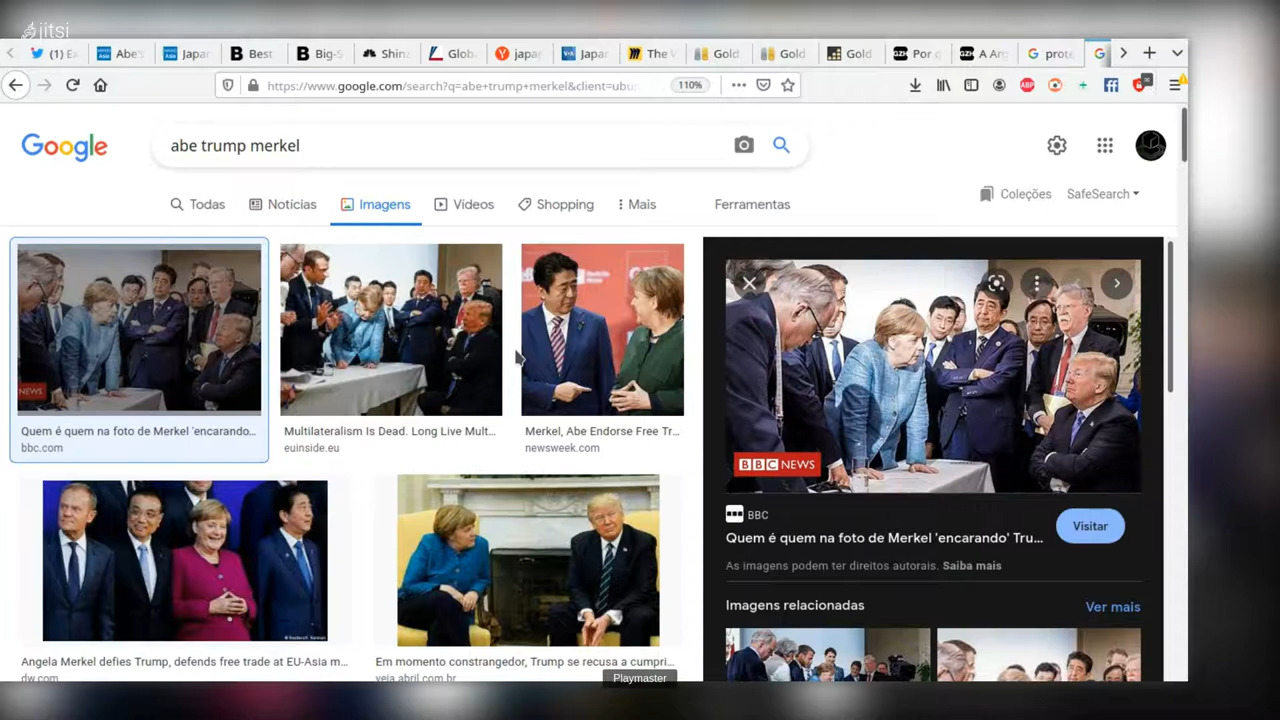 jitsi
(1) E
Abe's
Japar
Best
Big-S
Shinz
Globa
japa
Japar
The V
Gold
Gold
Gold
Por q
A Arc
prote
https://www.google.com/search?q=abe+trump+merkel&client=ubu
110%
Google
abe trump merkel
Todas
Notícias
Imagens
Vídeos
Shopping
Mais
Ferramentas
Coleções
SafeSearch
NEWS
Quem é quem na foto de Merkel 'encarando...
bbc.com
Multilateralism Is Dead. Long Live Mult...
euinside.eu
Merkel, Abe Endorse Free Tr...
newsweek.com
Angela Merkel defies Trump, defends free trade at EU-Asia m...
dw.com
Em momento constrangedor, Trump se recusa a cumpri...
veja.abril.com.br
BBC NEWS
BBC
Quem é quem na foto de Merkel 'encarando' Tru...
Visitar
As imagens podem ter direitos autorais. Saiba mais
Imagens relacionadas
Ver mais
Playmaster